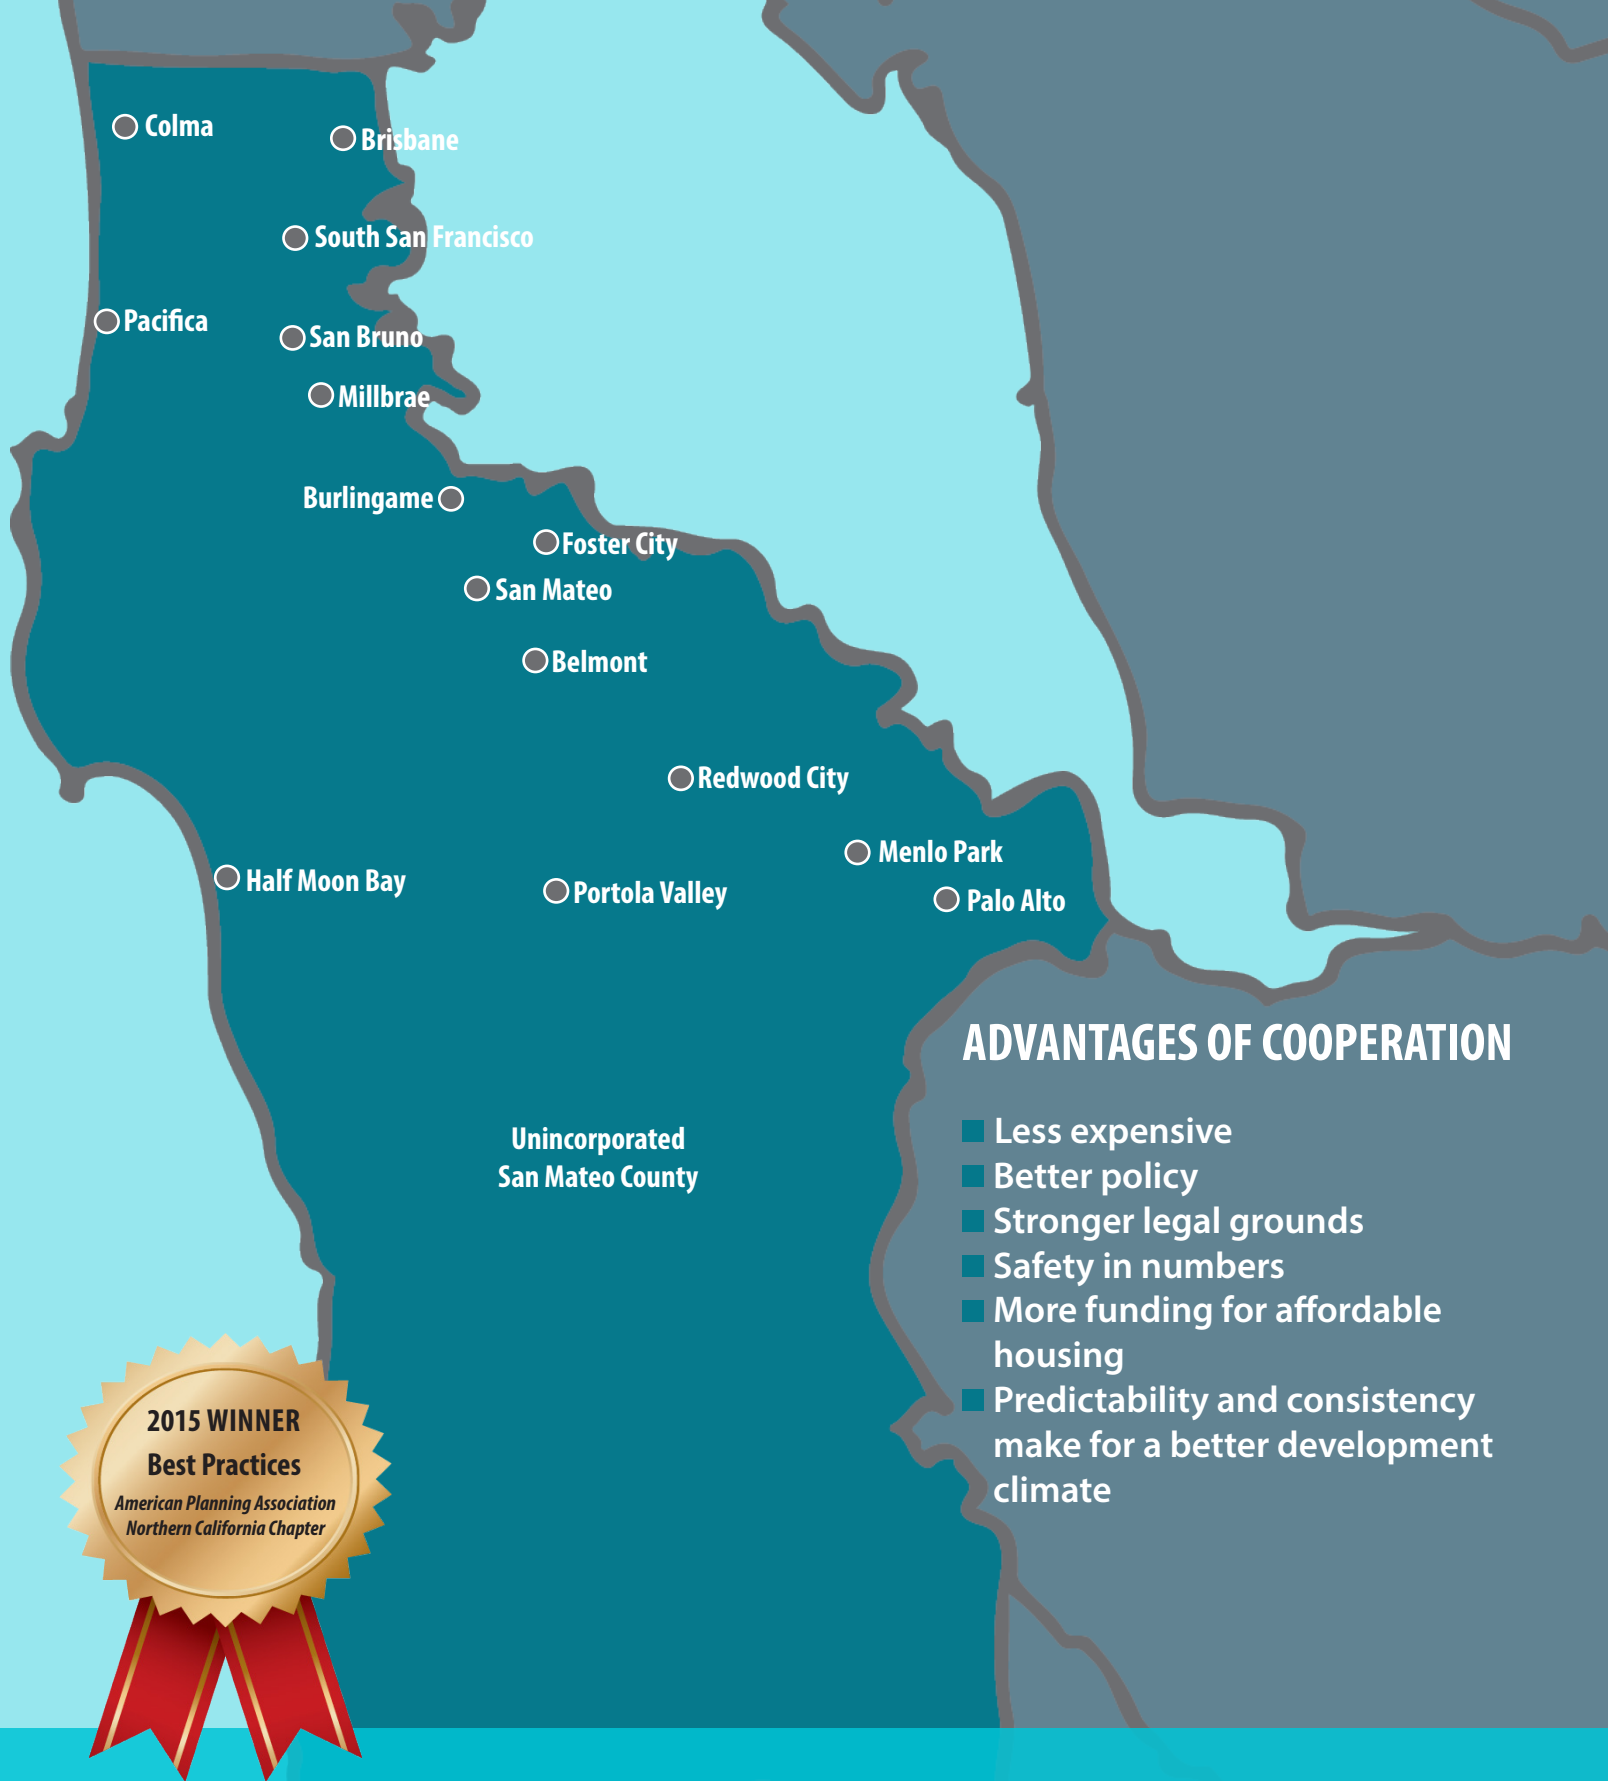 Colma
Brisbane
South San Francisco
Pacifica
San Bruno
Millbrae
Burlingame
Foster City
San Mateo
Belmont
Redwood City
Menlo Park
Half Moon Bay
Portola Valley
Palo Alto
ADVANTAGES OF COOPERATION
Less expensive
Better policy
Stronger legal grounds
Safety in numbers
More funding for affordable
housing
Predictability and consistency
make for a better development
climate
Unincorporated
San Mateo County
2015 WINNER
Best Practices
American Planning Association
Northern California Chapter